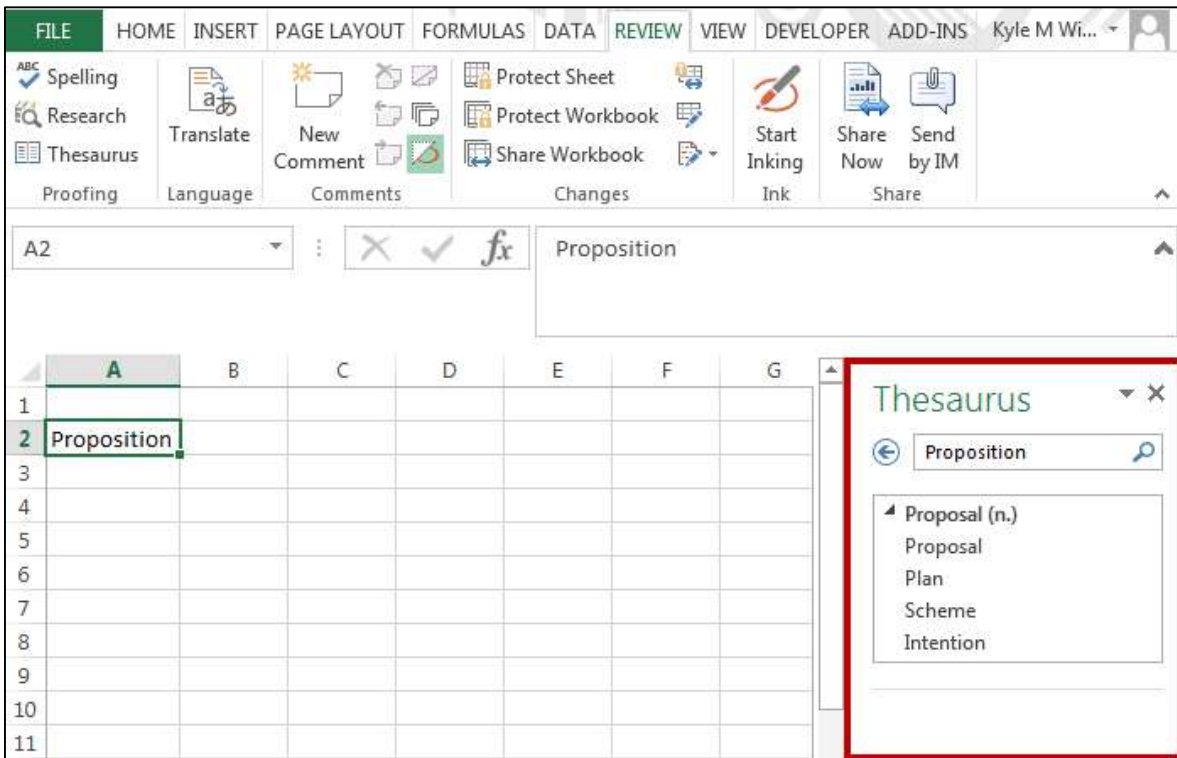 FILE HOME INSERT PAGE LAYOUT FORMULAS DATA REVIEW VIEW DEVELOPER ADD-INS Kyle M Wi...
ABC Spelling
Research
Thesaurus
Proofing
aあ
Translate
Language
New
Comment
Comments
Protect Sheet
Protect Workbook
Share Workbook
Changes
Start
Inking
Ink
Share
Now
Send
by IM
Share
A2 fx Proposition
A B C D E F G
1
2 Proposition
3
4
5
6
7
8
9
10
11
Thesaurus
Proposition
Proposal (n.)
Proposal
Plan
Scheme
Intention